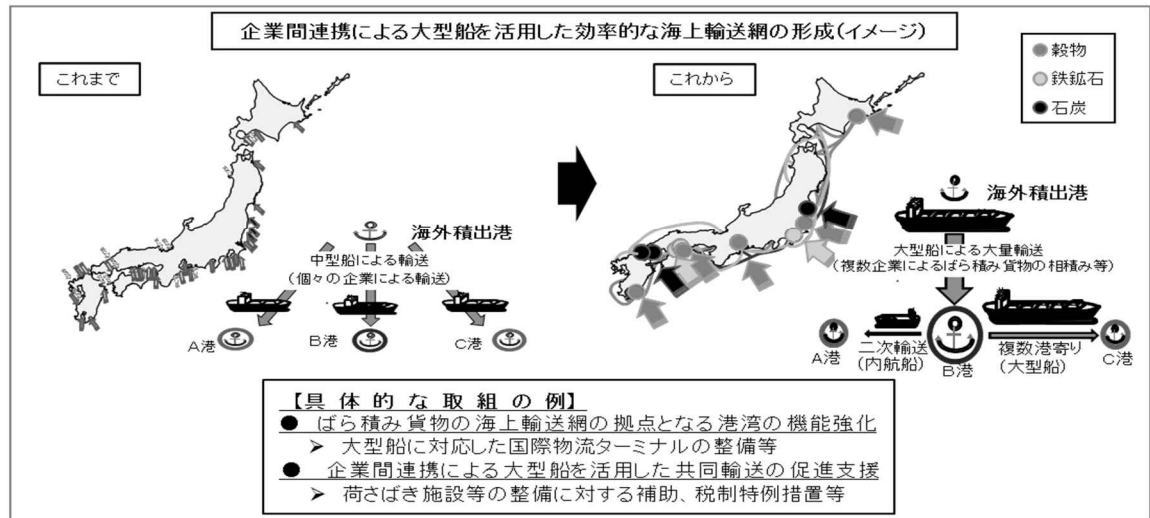 企業間連携による大型船を活用した効率的な海上輸送網の形成(イメージ)
これまで
これから
穀物
鉄鉱石
石炭
海外積出港
中型船による輸送
(個々の企業による輸送)
A港
B港
C港
海外積出港
大型船による大量輸送
(複数企業によるばら積み貨物の相積み等)
A港
二次輸送
(内航船)
B港
複数港寄り
(大型船)
C港
【具体的な取組の例】
● ばら積み貨物の海上輸送網の拠点となる港湾の機能強化
➢ 大型船に対応した国際物流ターミナルの整備等
● 企業間連携による大型船を活用した共同輸送の促進支援
➢ 荷さばき施設等の整備に対する補助、税制特例措置等